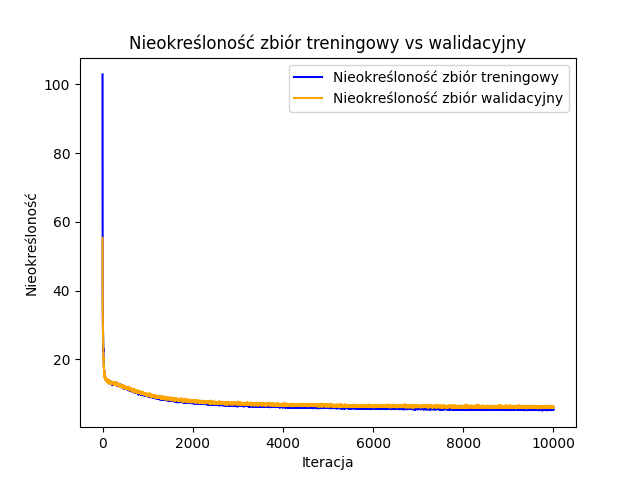 Nieokreśloność zbiór treningowy vs walidacyjny
Nieokreśloność zbiór treningowy
Nieokreśloność zbiór walidacyjny
Nieokreśloność
100
80
60
40
20
0 2000 4000 6000 8000 10000
Iteracja